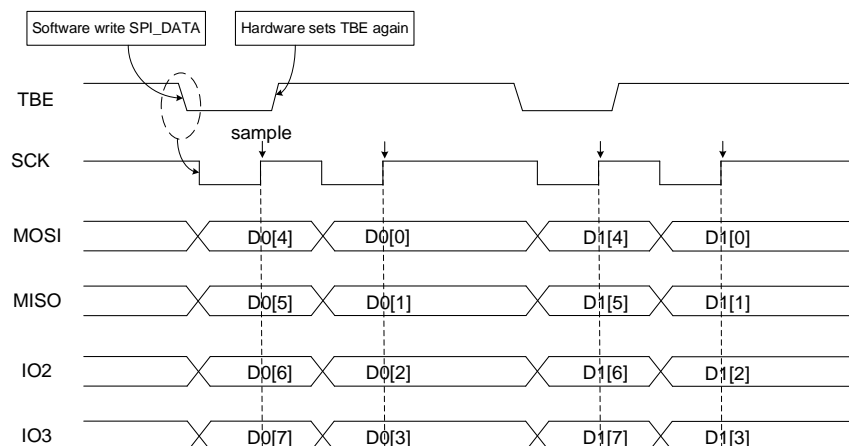 Software write SPI_DATA Hardware sets TBE again
TBE
sample
SCK
MOSI D0[4] D0[0] D1[4] D1[0]
MISO D0[5] D0[1] D1[5] D1[1]
IO2 D0[6] D0[2] D1[6] D1[2]
IO3 D0[7] D0[3] D1[7] D1[3]